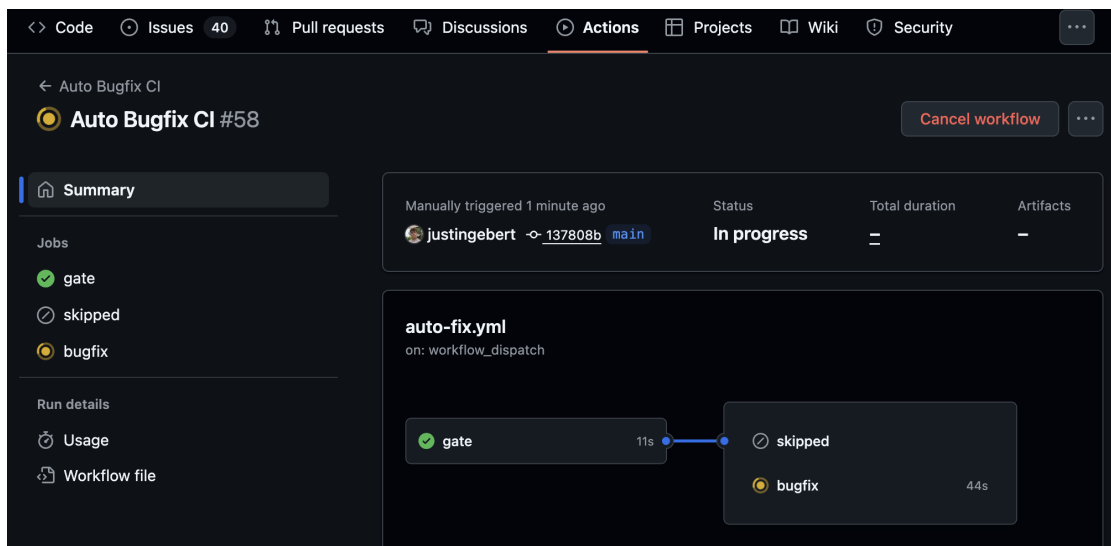 Code Issues 40 Pull requests Discussions Actions Projects Wiki Security
Auto Bugfix CI
Auto Bugfix CI #58
Cancel workflow
Summary
Jobs
gate
skipped
bugfix
Run details
Usage
Workflow file
Manually triggered 1 minute ago Status Total duration Artifacts
justingebert 137808b main In progress – –
auto-fix.yml
on: workflow_dispatch
gate 11s
skipped
bugfix 44s